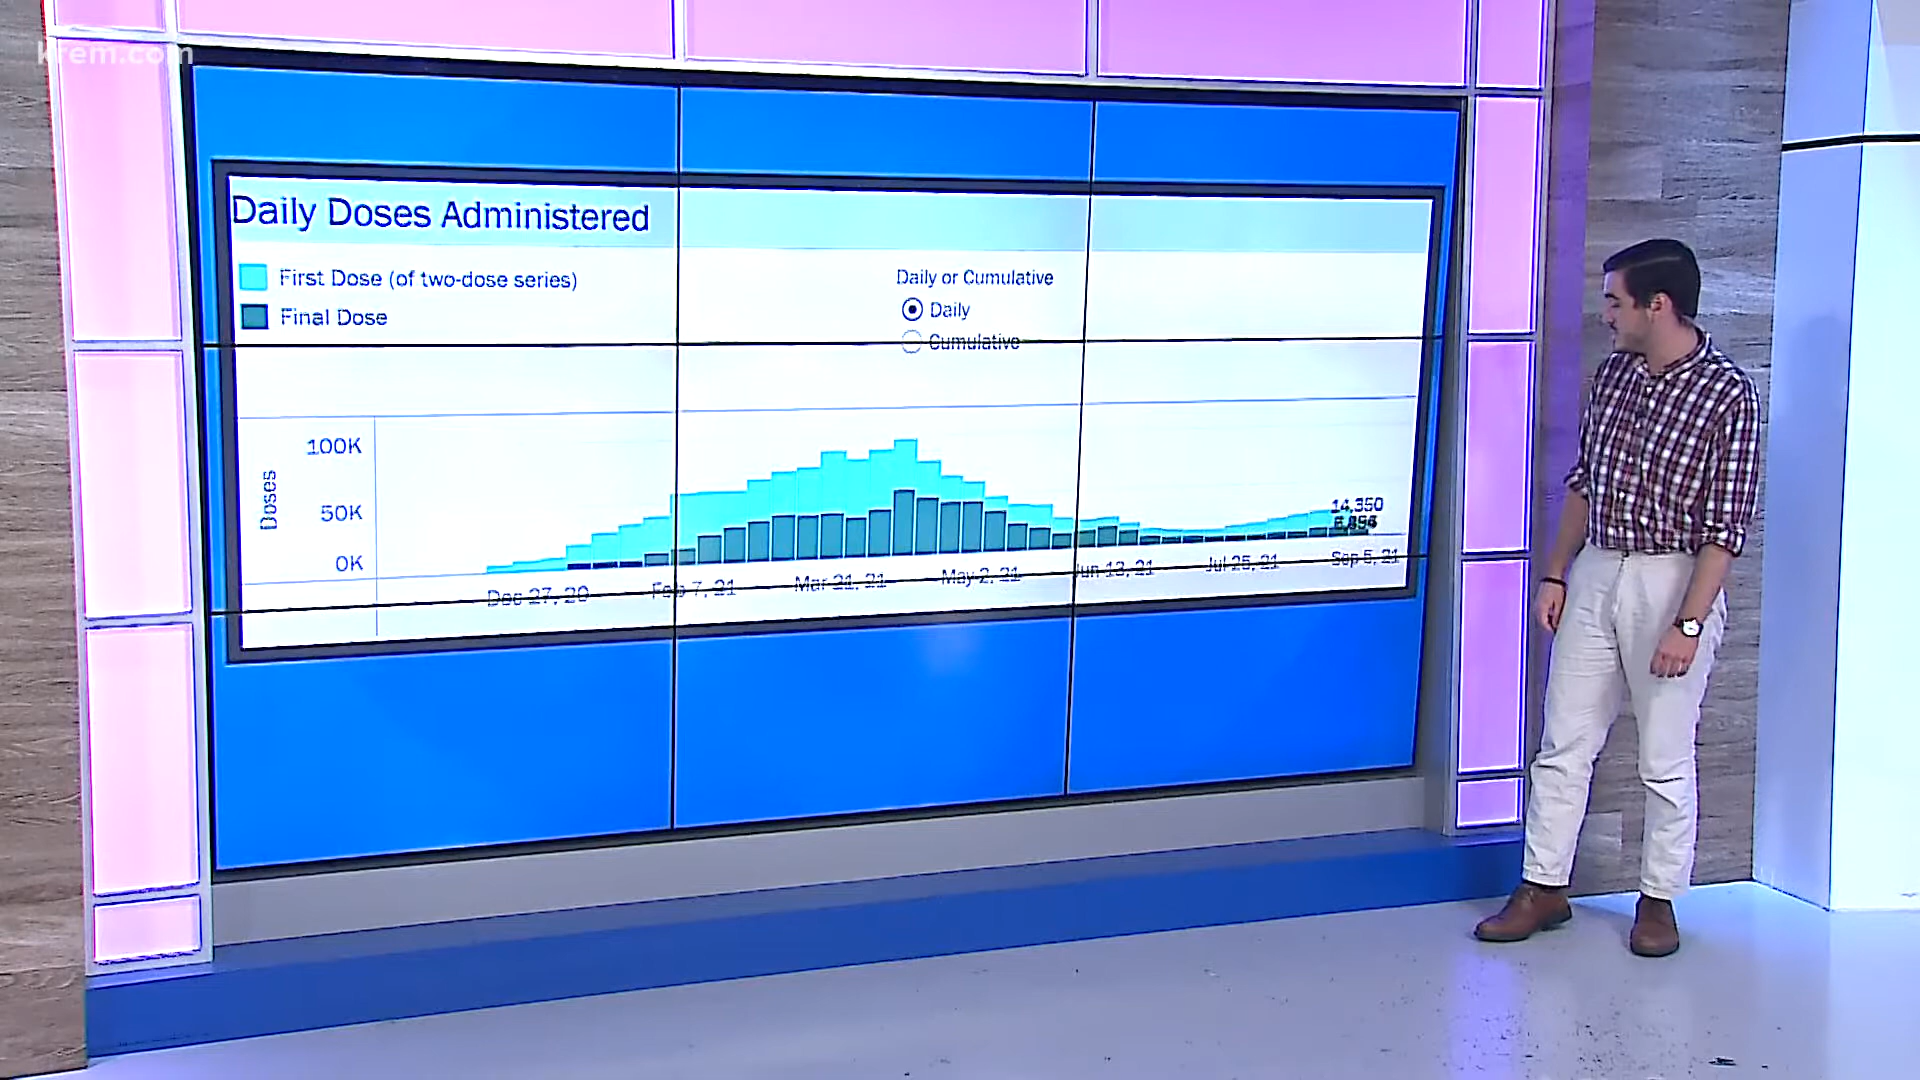 krem.com
Daily Doses Administered
First Dose (of two-dose series)
Final Dose
Daily or Cumulative
Daily
Cumulative
Doses
100K
50K
0K
14,350
Dec 27, 20
Feb 7, 21
Mar 21, 21
May 2, 21
Jun 13, 21
Jul 25, 21
Sep 5, 21